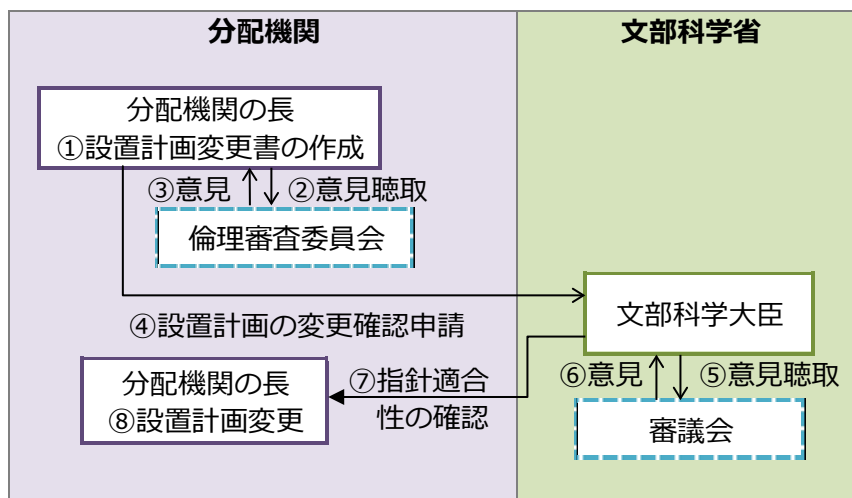 分配機関
文部科学省
分配機関の長
①設置計画変更書の作成
③意見
②意見聴取
倫理審査委員会
④設置計画の変更確認申請
文部科学大臣
⑥意見
⑤意見聴取
審議会
⑦指針適合
性の確認
分配機関の長
⑧設置計画変更